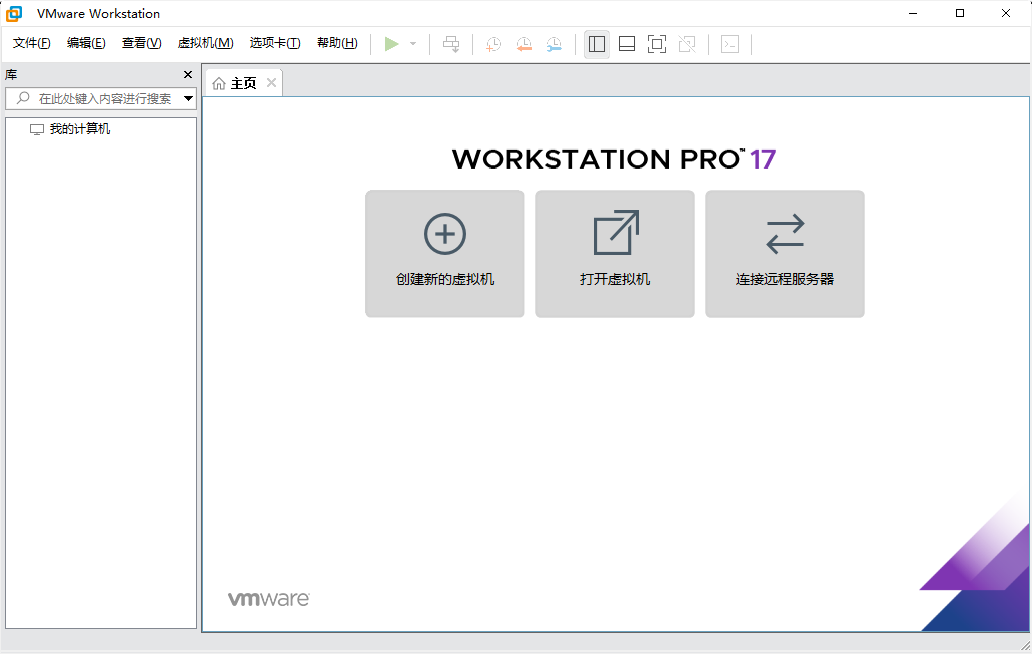 VMware Workstation
文件(F) 编辑(E) 查看(V) 虚拟机(M) 选项卡(T) 帮助(H)
库
在此处键入内容进行搜索
我的计算机
主页
WORKSTATION PRO™ 17
创建新的虚拟机
打开虚拟机
连接远程服务器
vmware